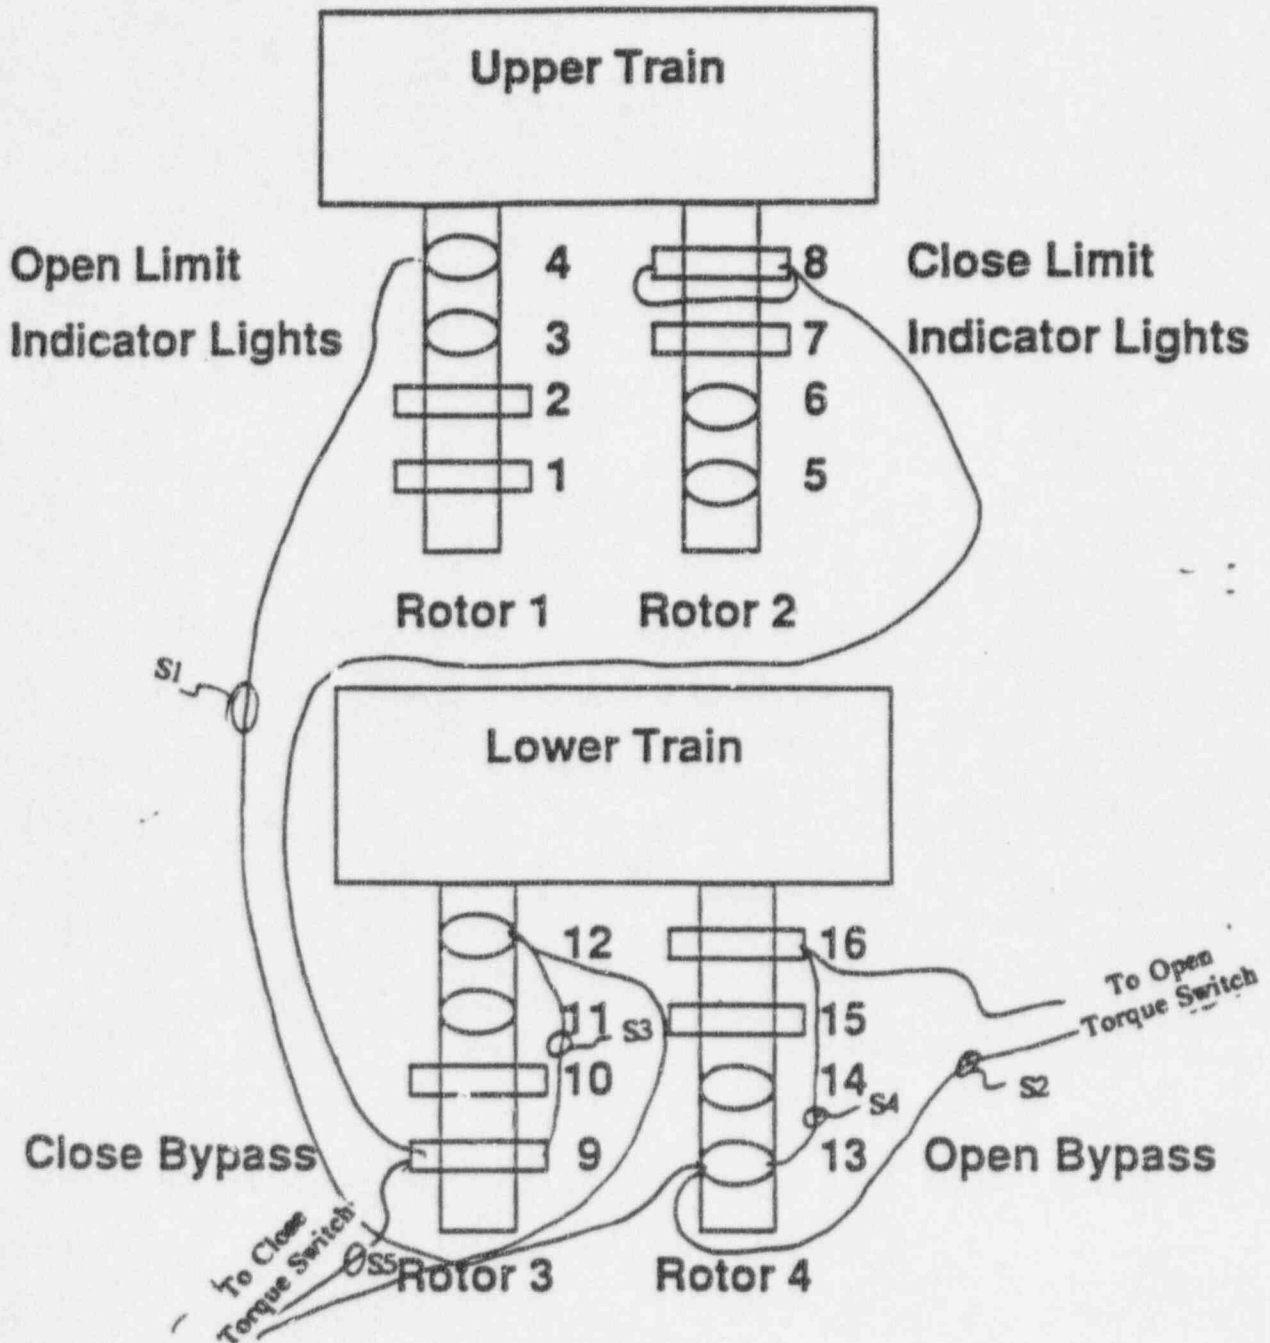 Upper Train
Open Limit 4 8 Close Limit
Indicator Lights 3 7 Indicator Lights
2 6
1 5
Rotor 1 Rotor 2
S1
Lower Train
12 16
To Open
Torque Switch
11 S3 15
10 14 S4 S2
Close Bypass 9 13 Open Bypass
To Close
Torque Switch
S5 Rotor 3 Rotor 4